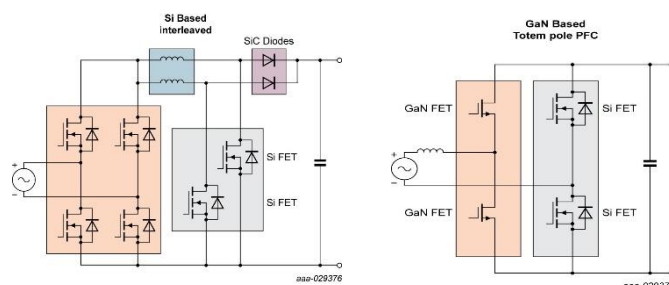 Si Based
interleaved
SiC Diodes
Si FET
Si FET
+
−
aaa-029376
GaN Based
Totem pole PFC
GaN FET
Si FET
+
−
GaN FET
Si FET